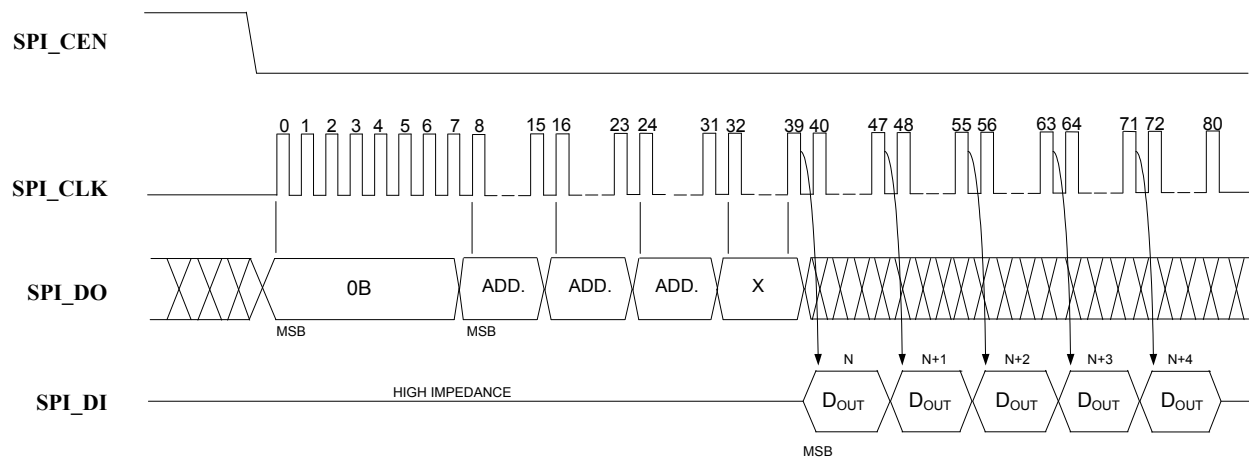 SPI_CEN
0 1 2 3 4 5 6 7 8 15 16 23 24 31 32 39 40 47 48 55 56 63 64 71 72 80
SPI_CLK
SPI_DO
0B ADD. ADD. ADD. X
MSB MSB
N N+1 N+2 N+3 N+4
SPI_DI
HIGH IMPEDANCE
DOUT DOUT DOUT DOUT DOUT
MSB